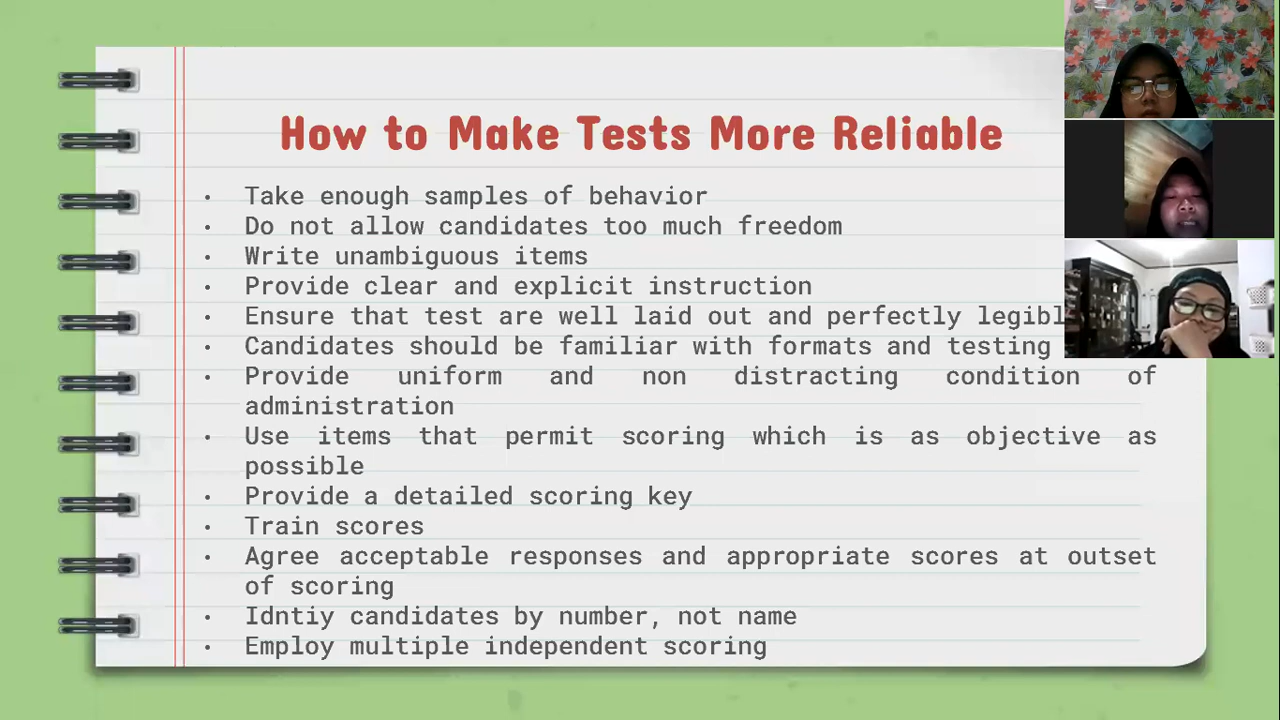 How to Make Tests More Reliable
• Take enough samples of behavior
• Do not allow candidates too much freedom
• Write unambiguous items
• Provide clear and explicit instruction
• Ensure that test are well laid out and perfectly legibl
• Candidates should be familiar with formats and testing
• Provide uniform and non distracting condition of
administration
• Use items that permit scoring which is as objective as
possible
• Provide a detailed scoring key
• Train scores
• Agree acceptable responses and appropriate scores at outset
of scoring
• Idntiy candidates by number, not name
• Employ multiple independent scoring